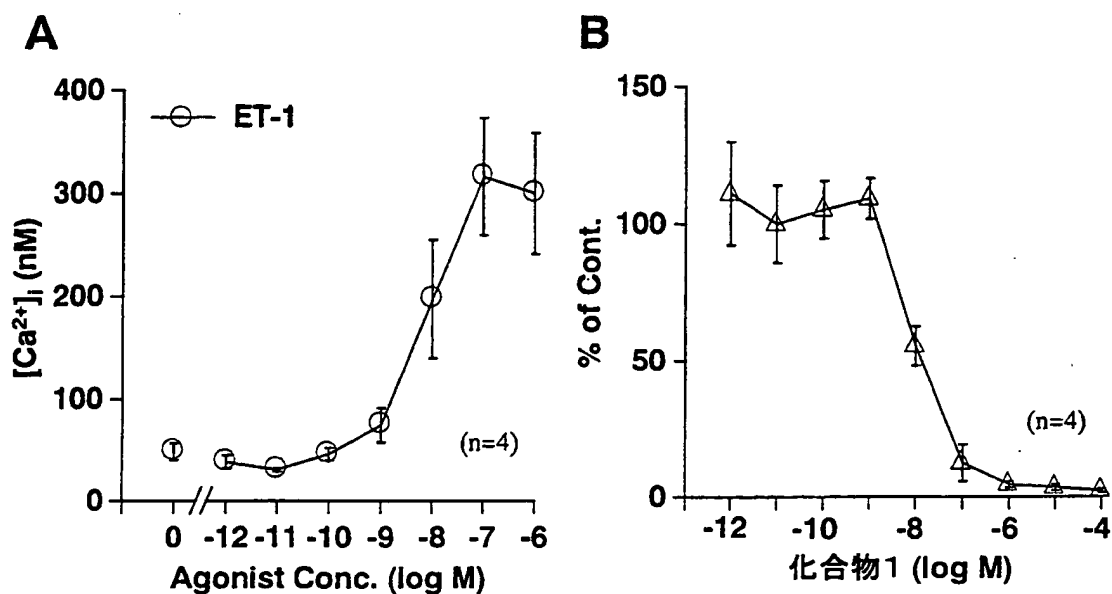 A
400
300
200
100
0
[Ca²⁺]ᵢ (nM)
ET-1
(n=4)
0 -12 -11 -10 -9 -8 -7 -6
Agonist Conc. (log M)
B
150
100
50
0
% of Cont.
(n=4)
-12 -10 -8 -6 -4
化合物1 (log M)